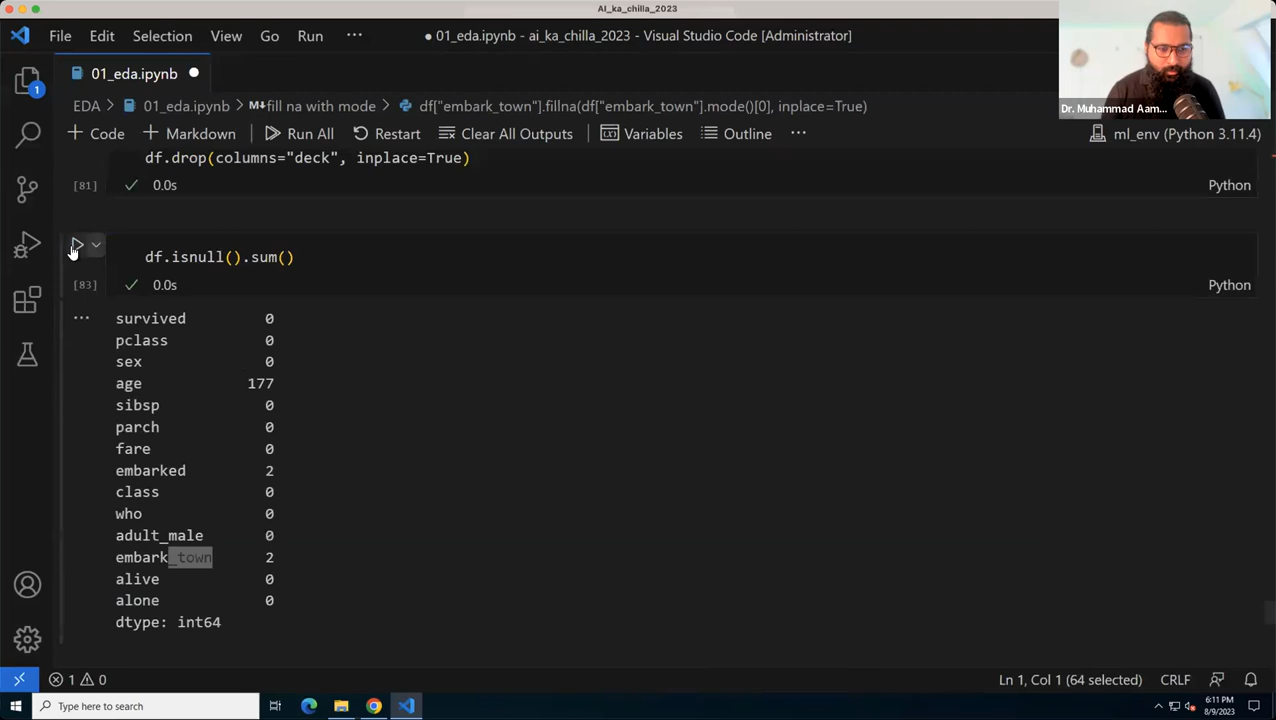 AI_ka_chilla_2023
File Edit Selection View Go Run ··· 01_eda.ipynb - ai_ka_chilla_2023 - Visual Studio Code [Administrator]
01_eda.ipynb
1
EDA > 01_eda.ipynb > M↓fill na with mode > df["embark_town"].fillna(df["embark_town"].mode()[0], inplace=True)
Dr. Muhammad Aam...
+ Code + Markdown Run All Restart Clear All Outputs Variables Outline ··· ml_env (Python 3.11.4)
df.drop(columns="deck", inplace=True)
[81] 0.0s Python
df.isnull().sum()
[83] 0.0s Python
survived 0
pclass 0
sex 0
age 177
sibsp 0
parch 0
fare 0
embarked 2
class 0
who 0
adult_male 0
embark_town 2
alive 0
alone 0
dtype: int64
1 0 Ln 1, Col 1 (64 selected) CRLF
Type here to search
6:11 PM
8/9/2023